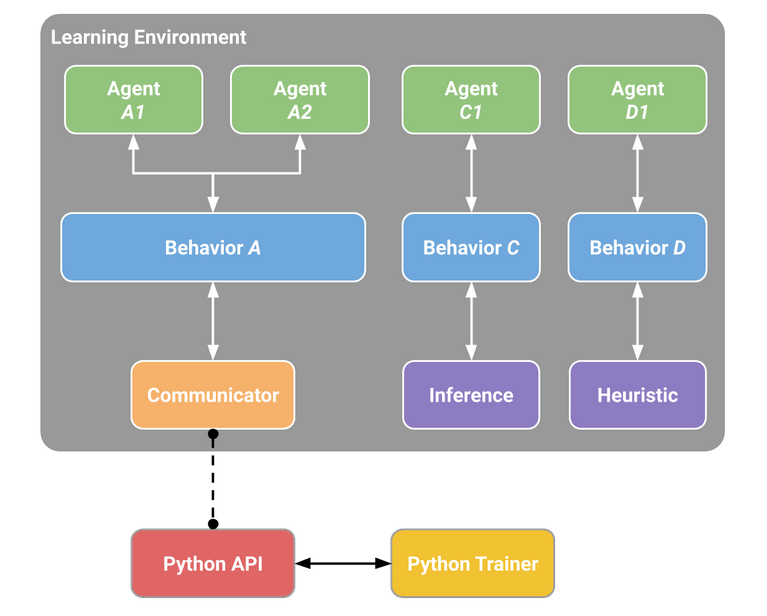 Learning Environment
Agent
A1
Agent
A2
Agent
C1
Agent
D1
Behavior A
Behavior C
Behavior D
Communicator
Inference
Heuristic
Python API
Python Trainer